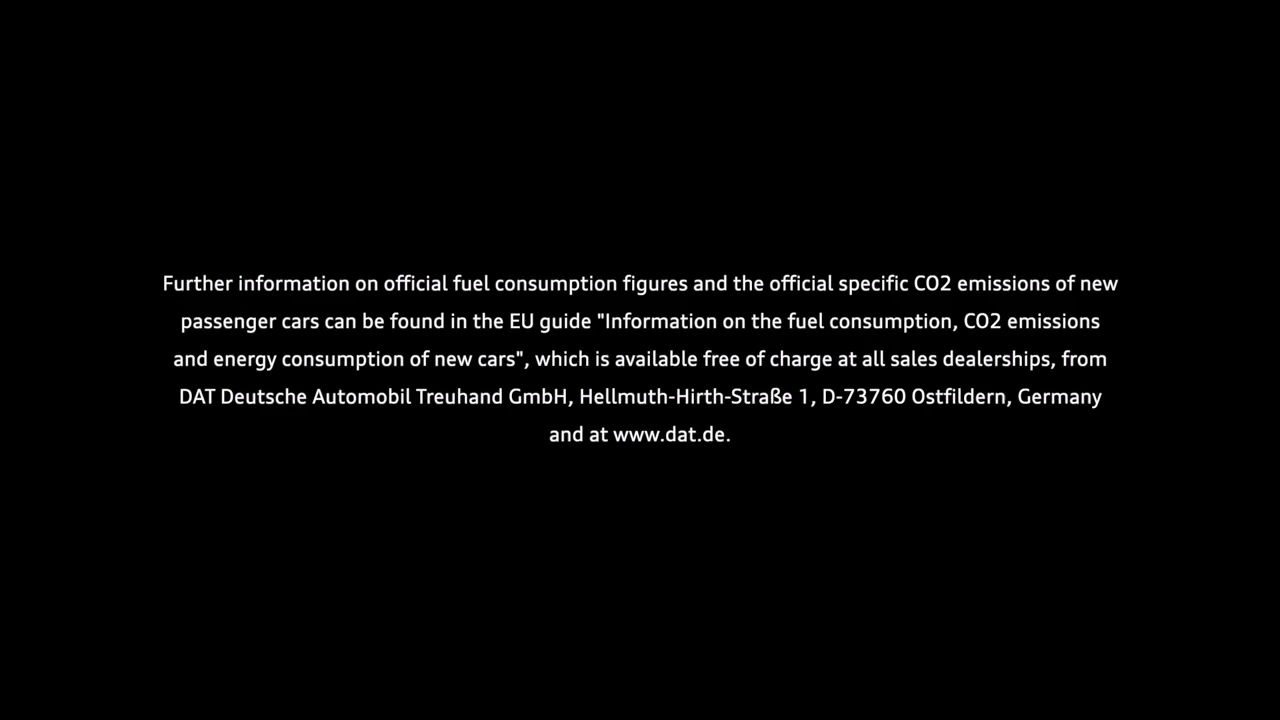 Further information on official fuel consumption figures and the official specific CO2 emissions of new
passenger cars can be found in the EU guide "Information on the fuel consumption, CO2 emissions
and energy consumption of new cars", which is available free of charge at all sales dealerships, from
DAT Deutsche Automobil Treuhand GmbH, Hellmuth-Hirth-Straße 1, D-73760 Ostfildern, Germany
and at www.dat.de.